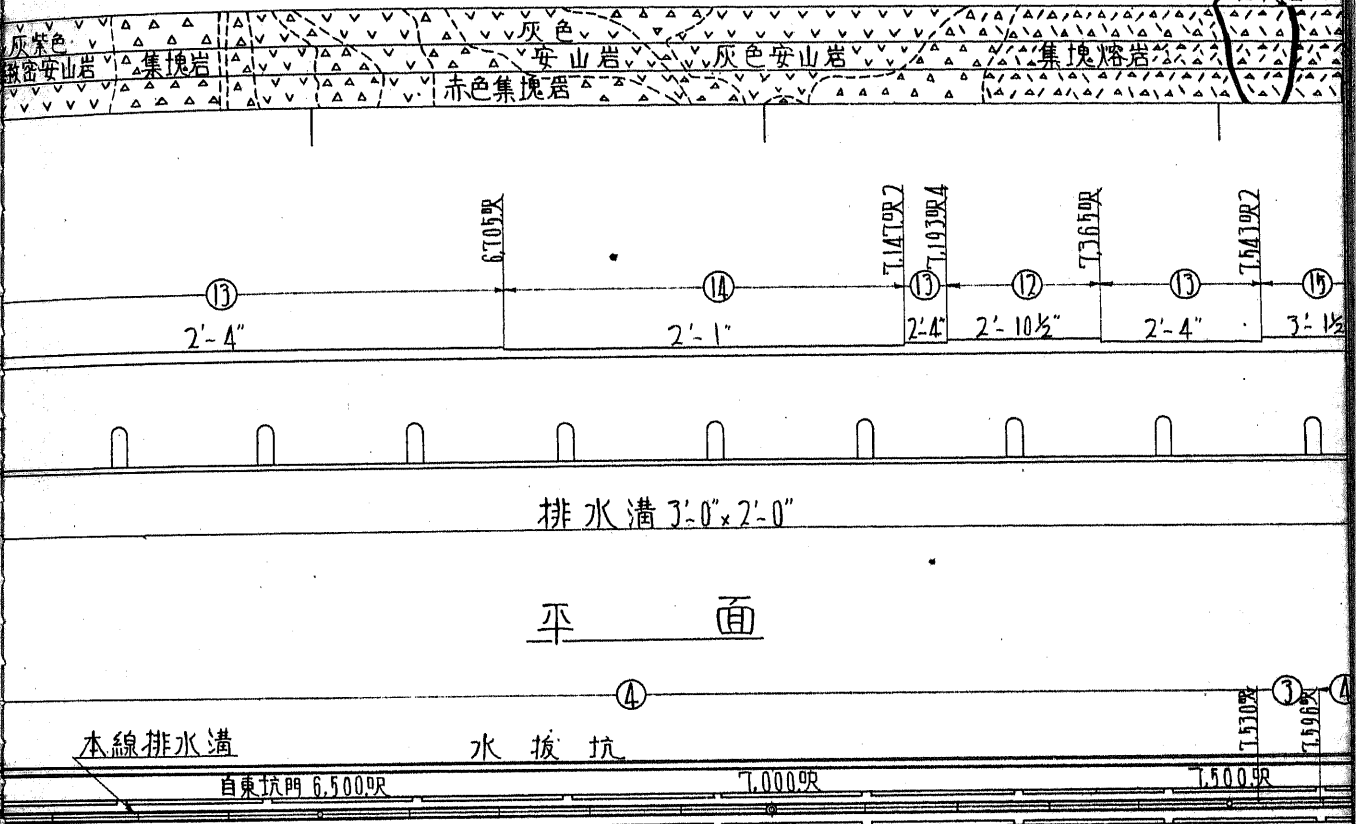 灰紫色
緻密安山岩
集塊岩
灰色
安山岩
赤色集塊岩
灰色安山岩
集塊熔岩
6,705呎
7,147呎2
7,193呎4
7,365呎
7,543呎2
⑬ ⑭ ⑬ ⑫ ⑬ ⑮
2'-4" 2'-1" 2'-4" 2'-10½" 2'-4" 3'-1½
排水溝 3'-0"×2'-0"
平面
④ ③ ④
7,530呎
7,596呎
本線排水溝 水抜坑
自東坑門 6,500呎 7,000呎 7,500呎